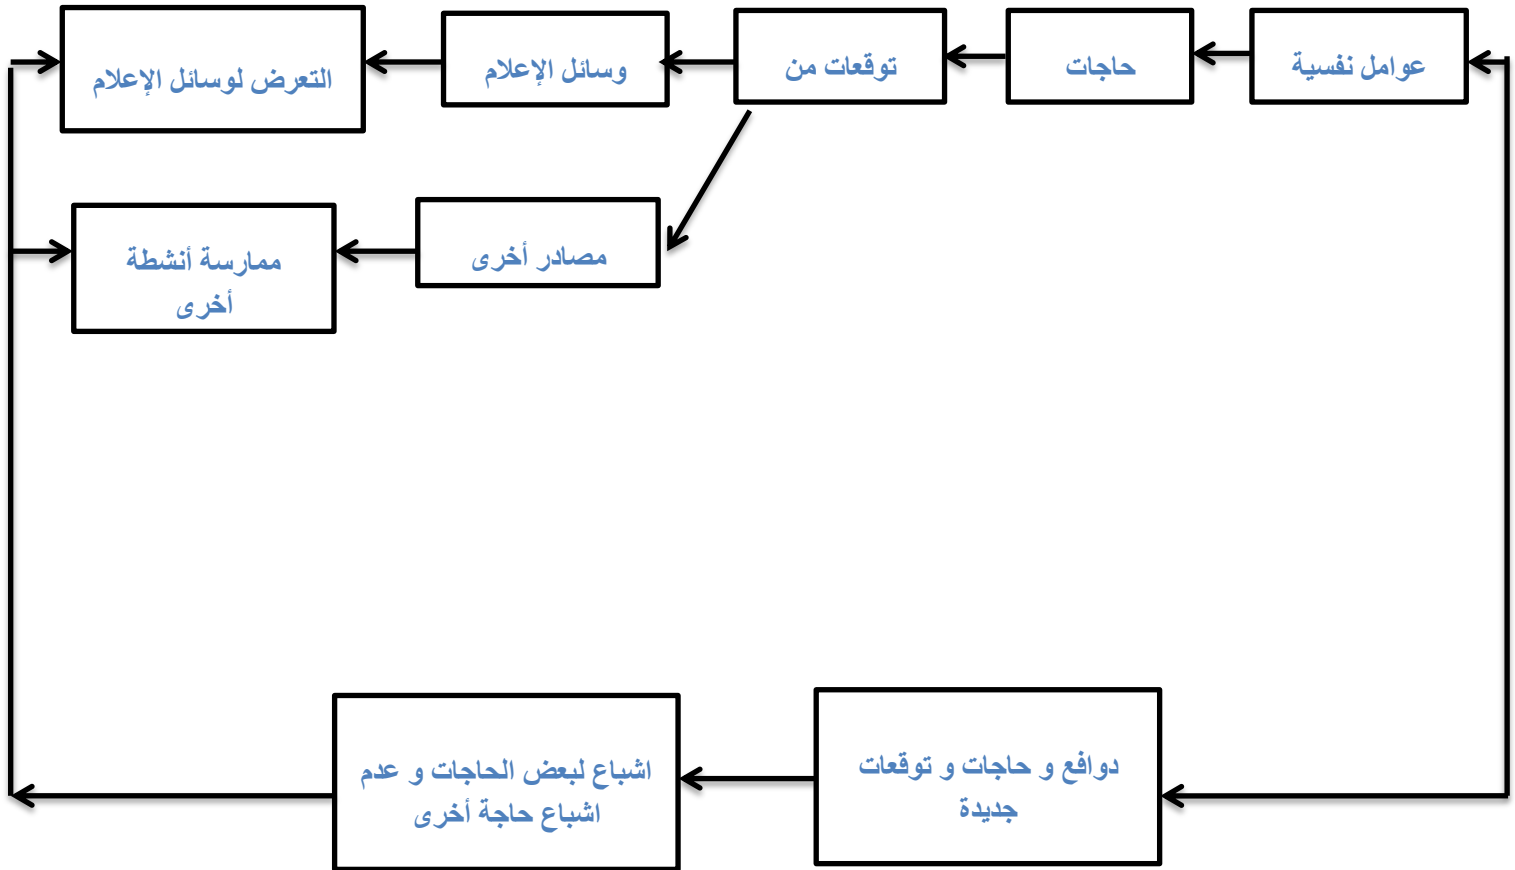 عوامل نفسية
حاجات
توقعات من
وسائل الإعلام
التعرض لوسائل الإعلام
مصادر أخرى
ممارسة أنشطة
أخرى
دوافع و حاجات و توقعات
جديدة
اشباع لبعض الحاجات و عدم
اشباع حاجة أخرى